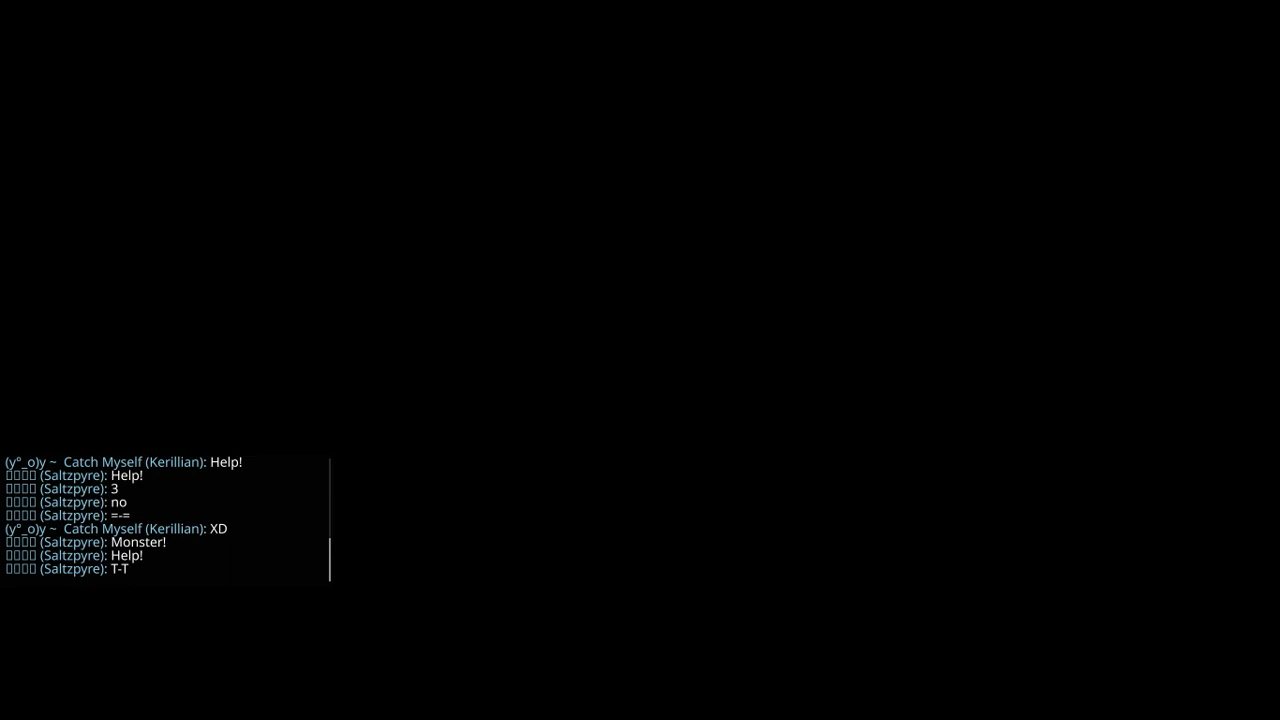 (y°_o)y ~ Catch Myself (Kerillian): Help!
(Saltzpyre): Help!
(Saltzpyre): 3
(Saltzpyre): no
(Saltzpyre): =-=
(y°_o)y ~ Catch Myself (Kerillian): XD
(Saltzpyre): Monster!
(Saltzpyre): Help!
(Saltzpyre): T-T